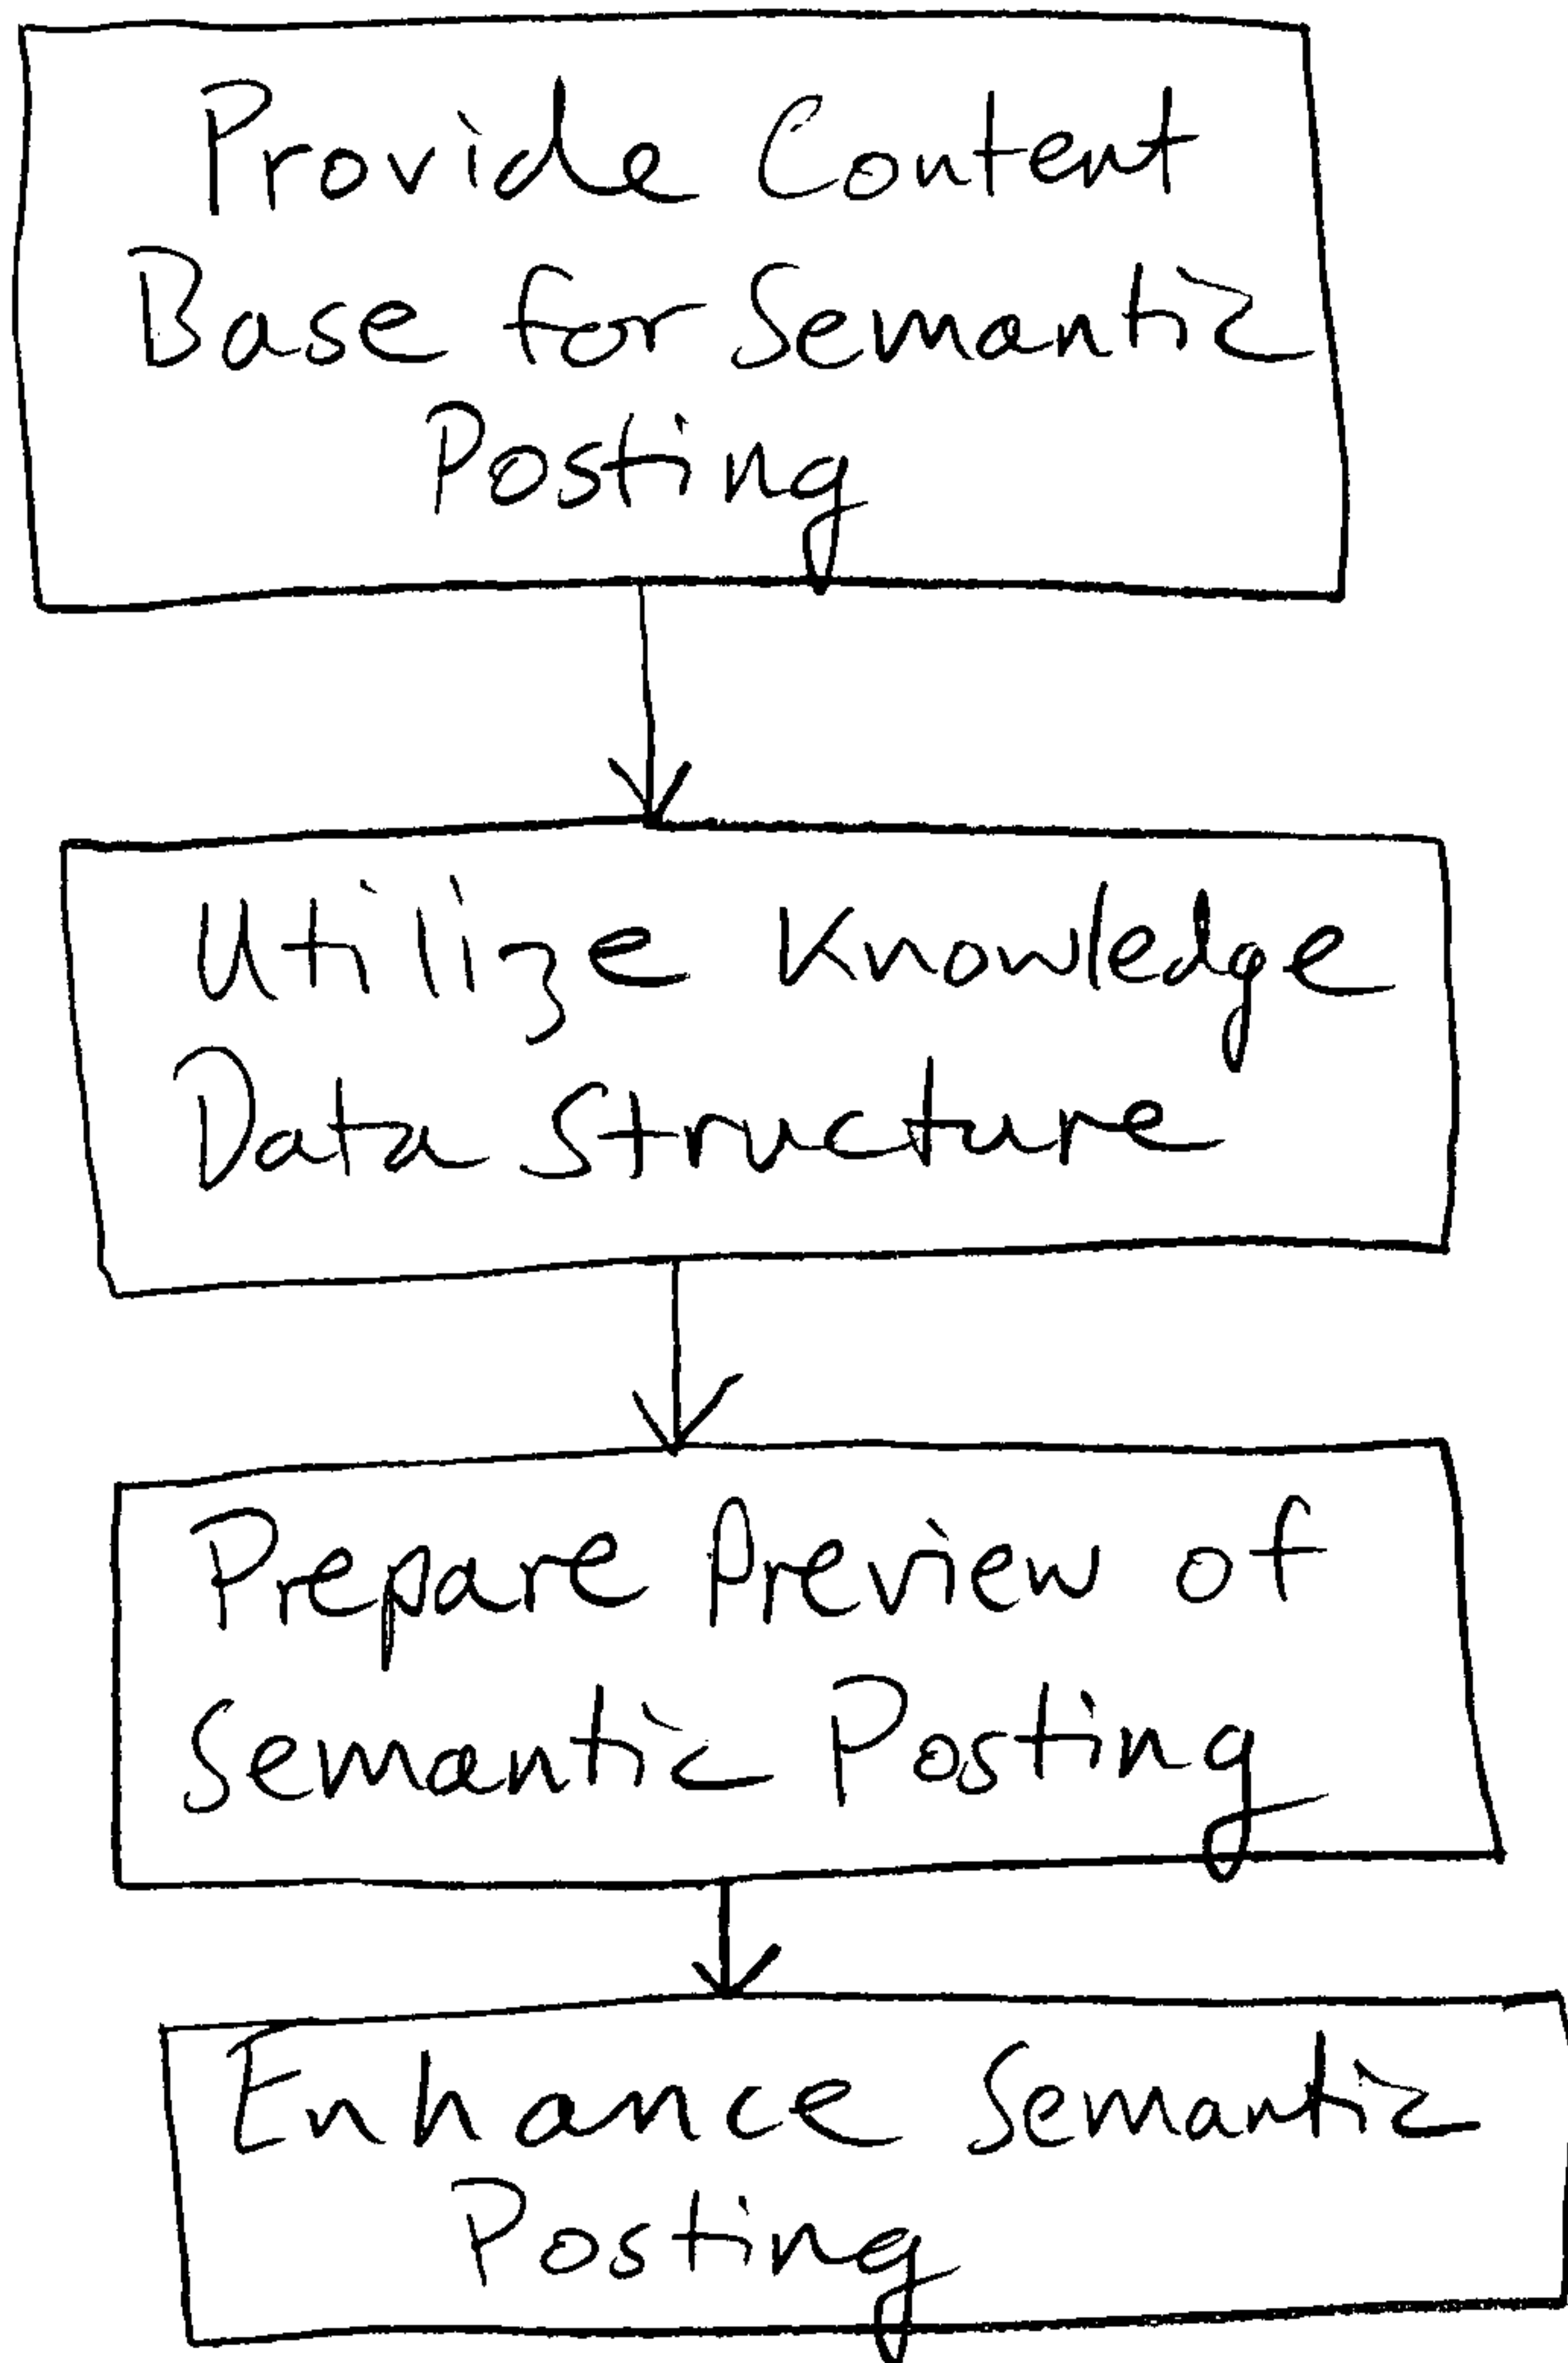 Provide Content
Base for Semantic
Posting
Utilize Knowledge
Data Structure
Prepare Preview of
Semantic Posting
Enhance Semantic
Posting